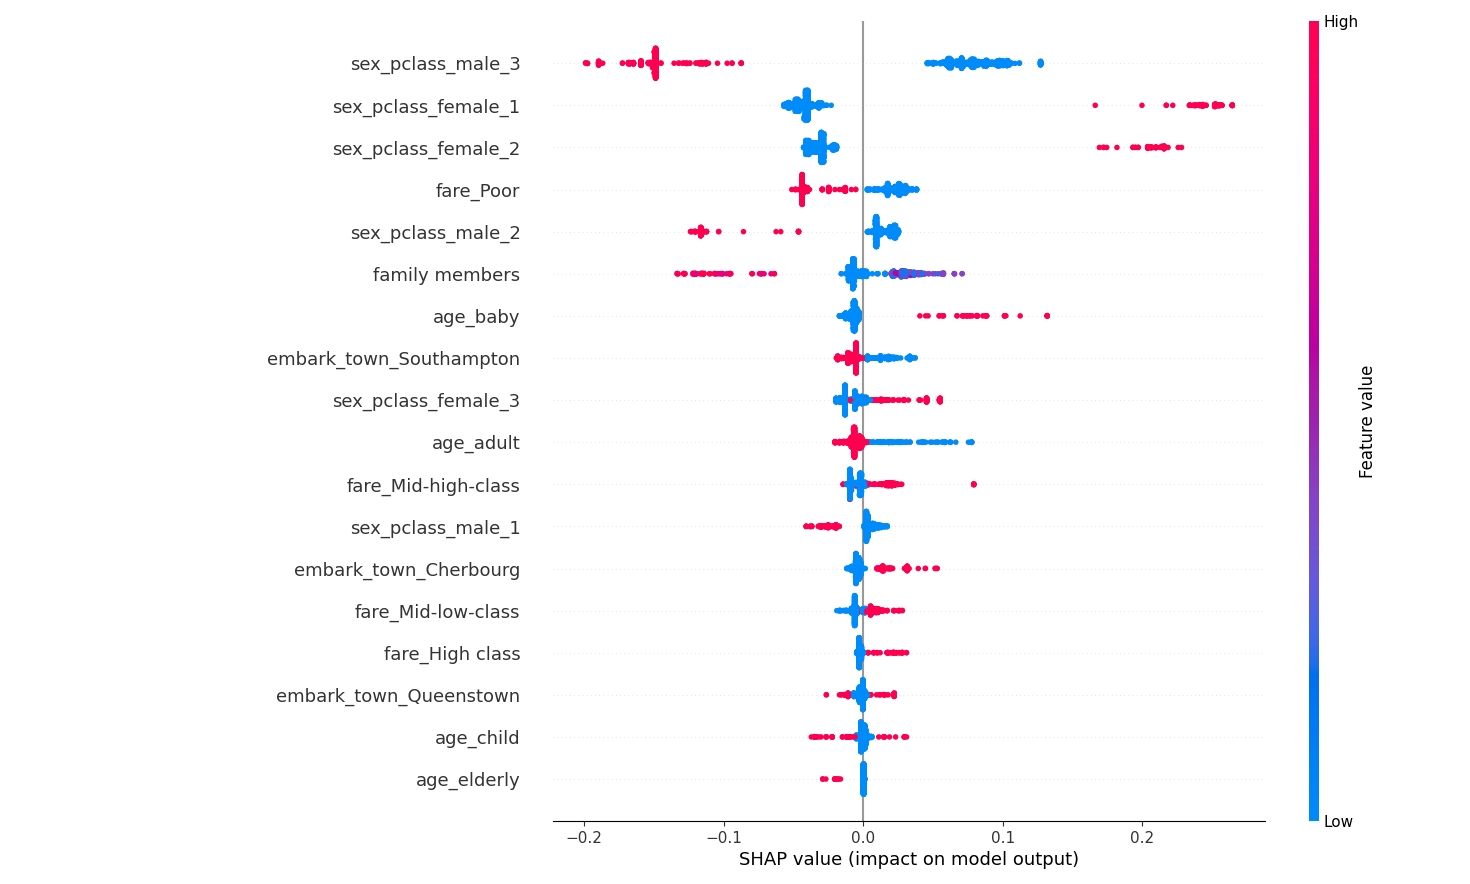 High
sex_pclass_male_3
sex_pclass_female_1
sex_pclass_female_2
fare_Poor
sex_pclass_male_2
family members
age_baby
embark_town_Southampton
sex_pclass_female_3
age_adult
fare_Mid-high-class
sex_pclass_male_1
embark_town_Cherbourg
fare_Mid-low-class
fare_High class
embark_town_Queenstown
age_child
age_elderly
Feature value
Low
−0.2 −0.1 0.0 0.1 0.2
SHAP value (impact on model output)